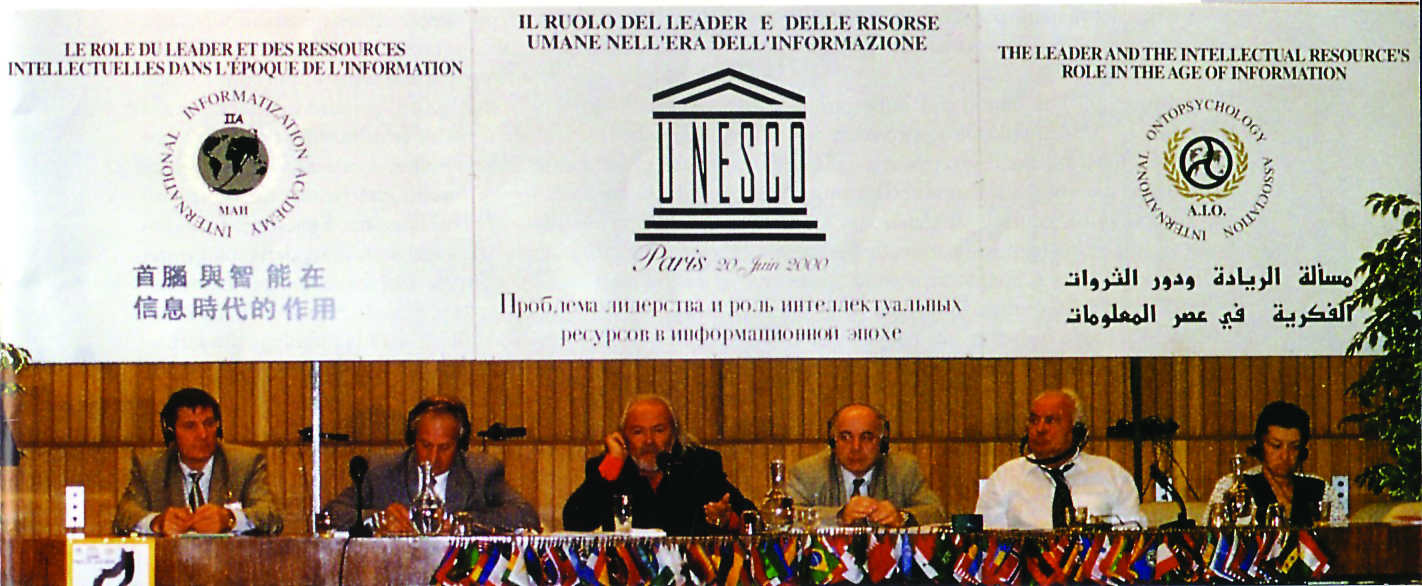 LE ROLE DU LEADER ET DES RESSOURCES
INTELLECTUELLES DANS L'ÉPOQUE DE L'INFORMATION
INTERNATIONAL INFORMATIZATION ACADEMY
IIA
МАИ
首腦與智能在
信息時代的作用
IL RUOLO DEL LEADER E DELLE RISORSE
UMANE NELL'ERA DELL'INFORMAZIONE
UNESCO
Paris 20 Juin 2000
Проблема лидерства и роль интеллектуальных
ресурсов в информационной эпохе
THE LEADER AND THE INTELLECTUAL RESOURCE'S
ROLE IN THE AGE OF INFORMATION
INTERNATIONAL ONTOPSYCHOLOGY ASSOCIATION
A.I.O.
مسألة الريادة ودور الثروات
الفكرية في عصر المعلومات